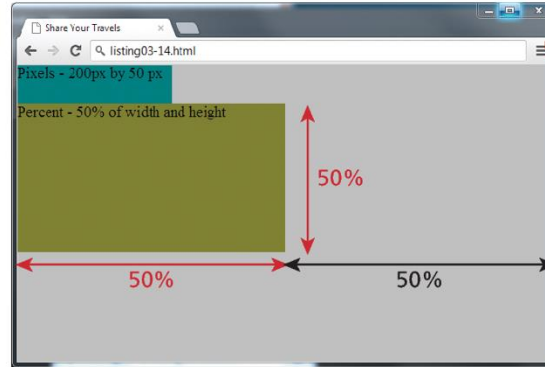 Share Your Travels
listing03-14.html
Pixels - 200px by 50 px
Percent - 50% of width and height
50%
50%
50%